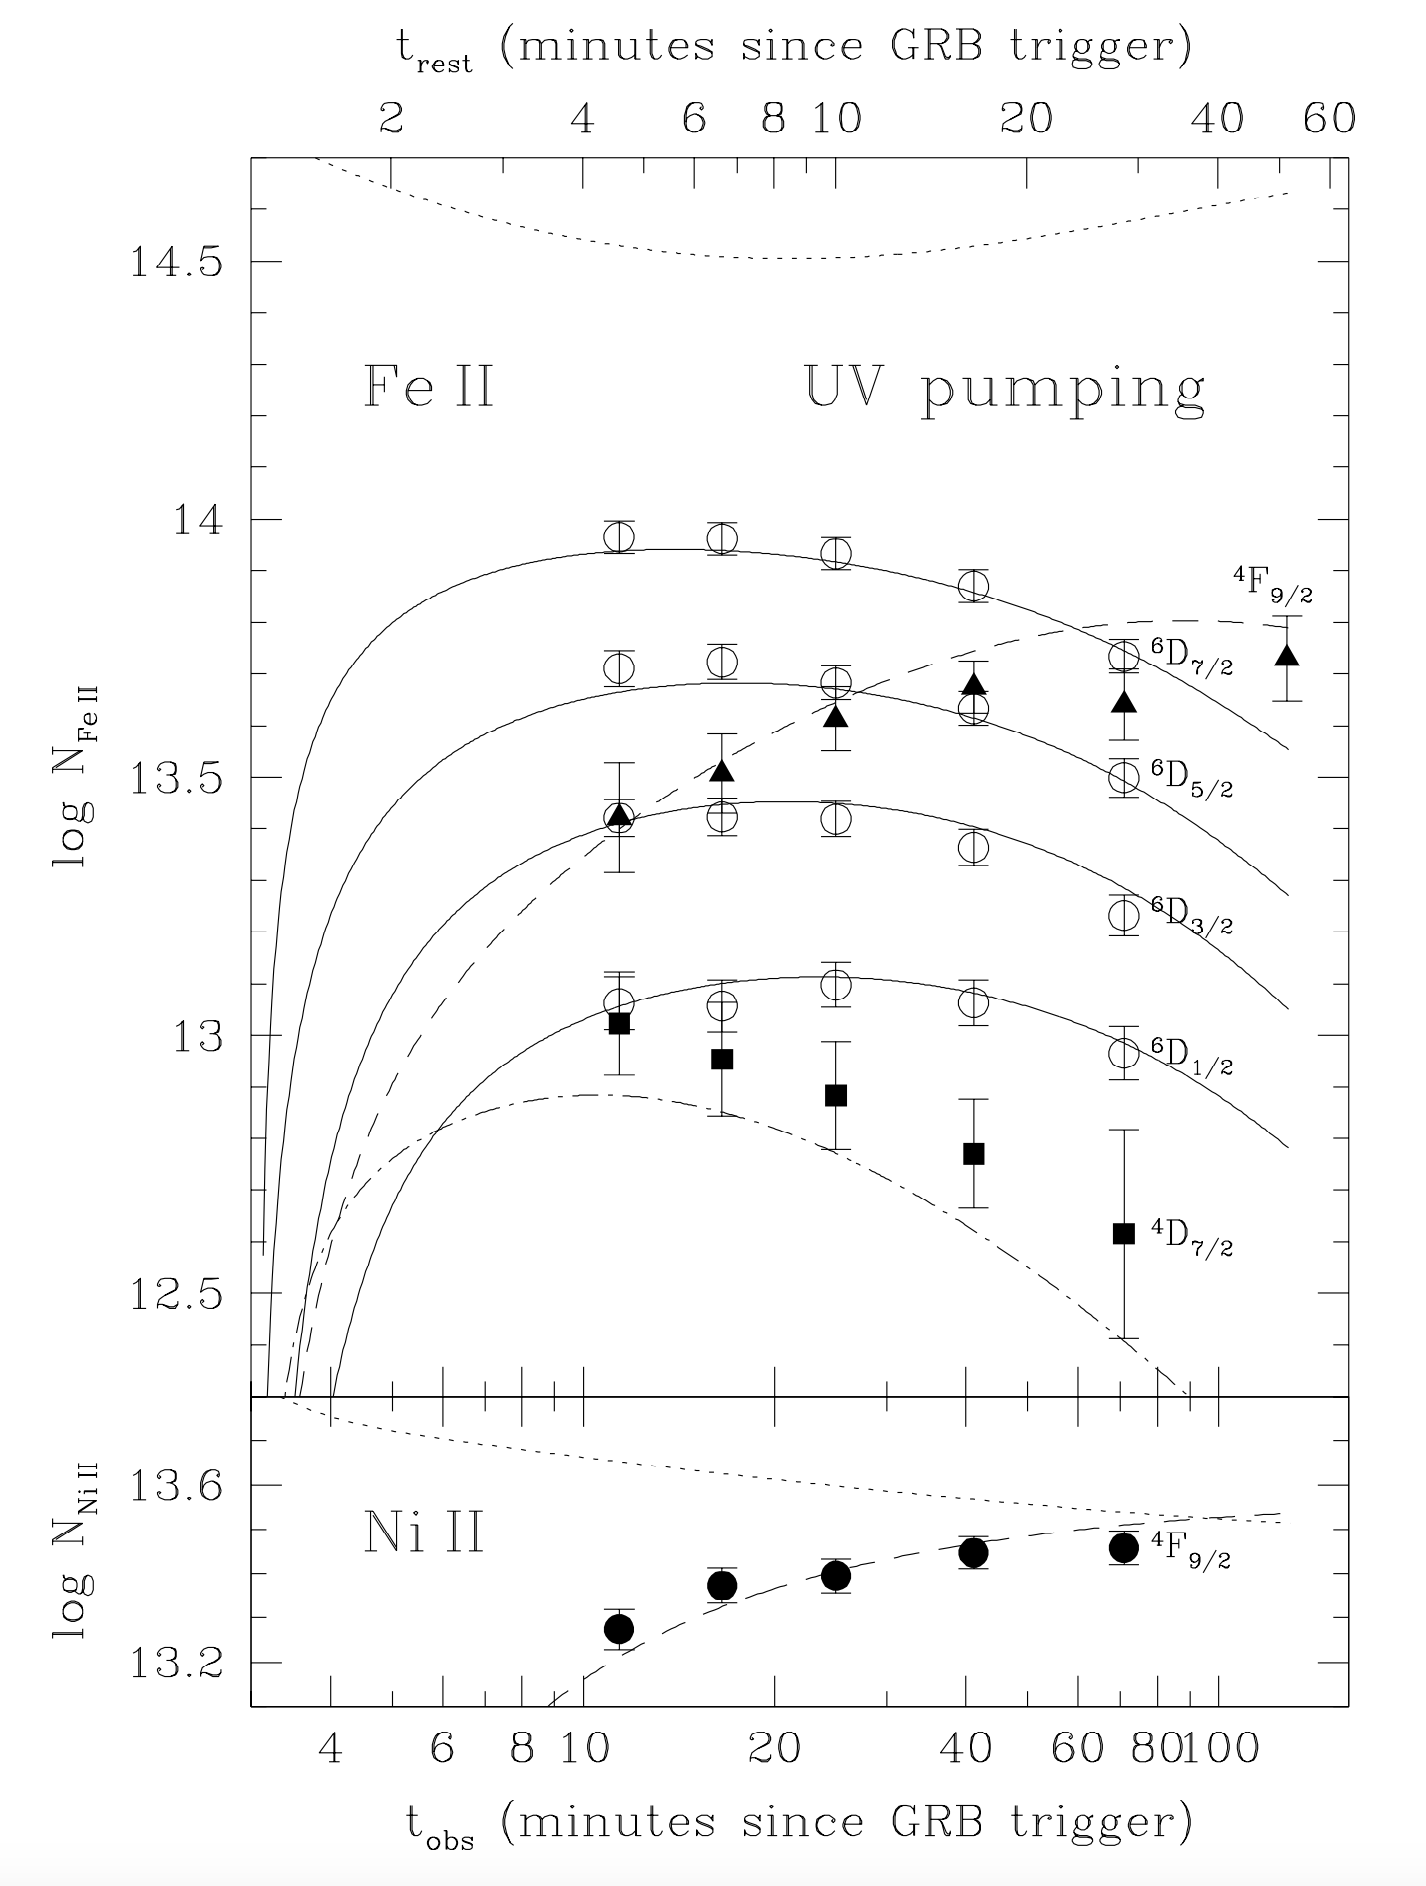 t_rest (minutes since GRB trigger)
2 4 6 8 10 20 40 60
14.5
Fe II UV pumping
14
⁴F₉/₂
⁶D₇/₂
log N_Fe II
13.5
⁶D₅/₂
⁶D₃/₂
13
⁶D₁/₂
⁴D₇/₂
12.5
13.6
log N_Ni II
Ni II
⁴F₉/₂
13.2
4 6 8 10 20 40 60 80 100
t_obs (minutes since GRB trigger)